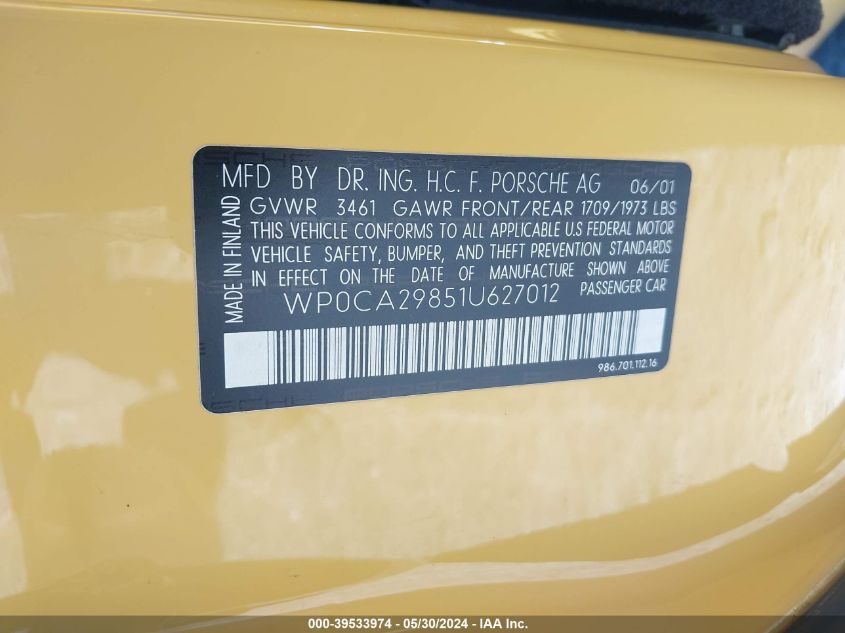 MFD BY DR. ING. H.C. F. PORSCHE AG 06/01
GVWR 3461 GAWR FRONT/REAR 1709/1973 LBS
THIS VEHICLE CONFORMS TO ALL APPLICABLE U.S FEDERAL MOTOR
VEHICLE SAFETY, BUMPER, AND THEFT PREVENTION STANDARDS
IN EFFECT ON THE DATE OF MANUFACTURE SHOWN ABOVE
WP0CA29851U627012 PASSENGER CAR
MADE IN FINLAND
986.701.112.16
000-39533974 / 05/30/2024 - IAA Inc.